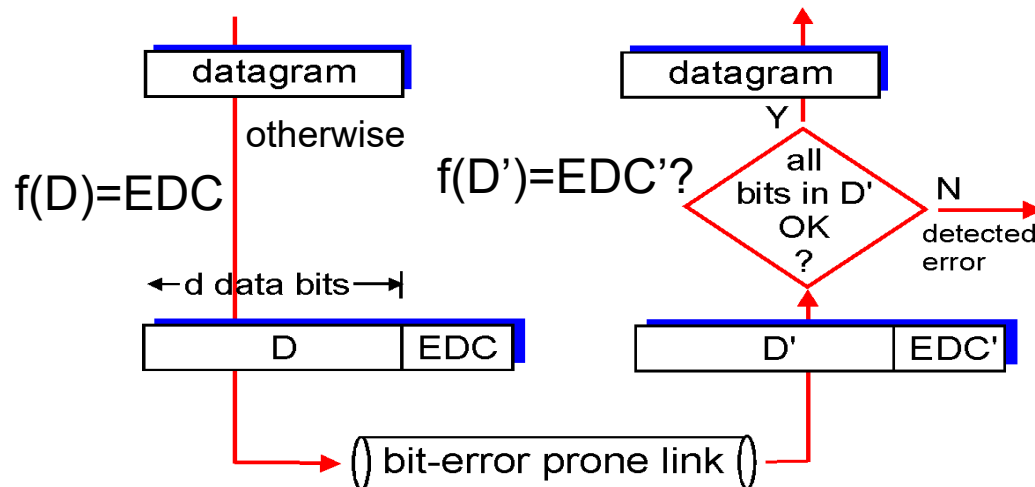 datagram
otherwise
f(D)=EDC
d data bits
D
EDC
bit-error prone link
datagram
Y
f(D’)=EDC’?
all
bits in D'
OK
?
N
detected
error
D'
EDC'